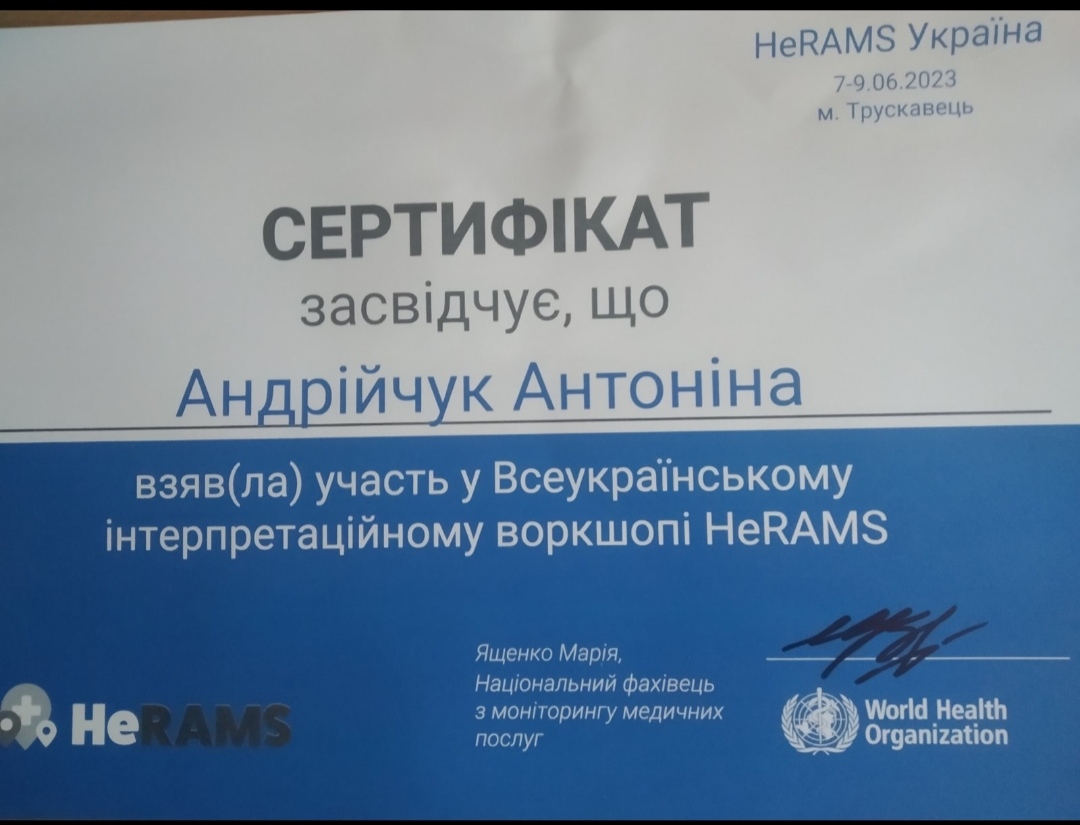 HeRAMS Україна
7-9.06.2023
м. Трускавець
СЕРТИФІКАТ
засвідчує, що
Андрійчук Антоніна
взяв(ла) участь у Всеукраїнському
інтерпретаційному воркшопі HeRAMS
Ященко Марія,
Національний фахівець
з моніторингу медичних
послуг
HeRAMS
World Health
Organization